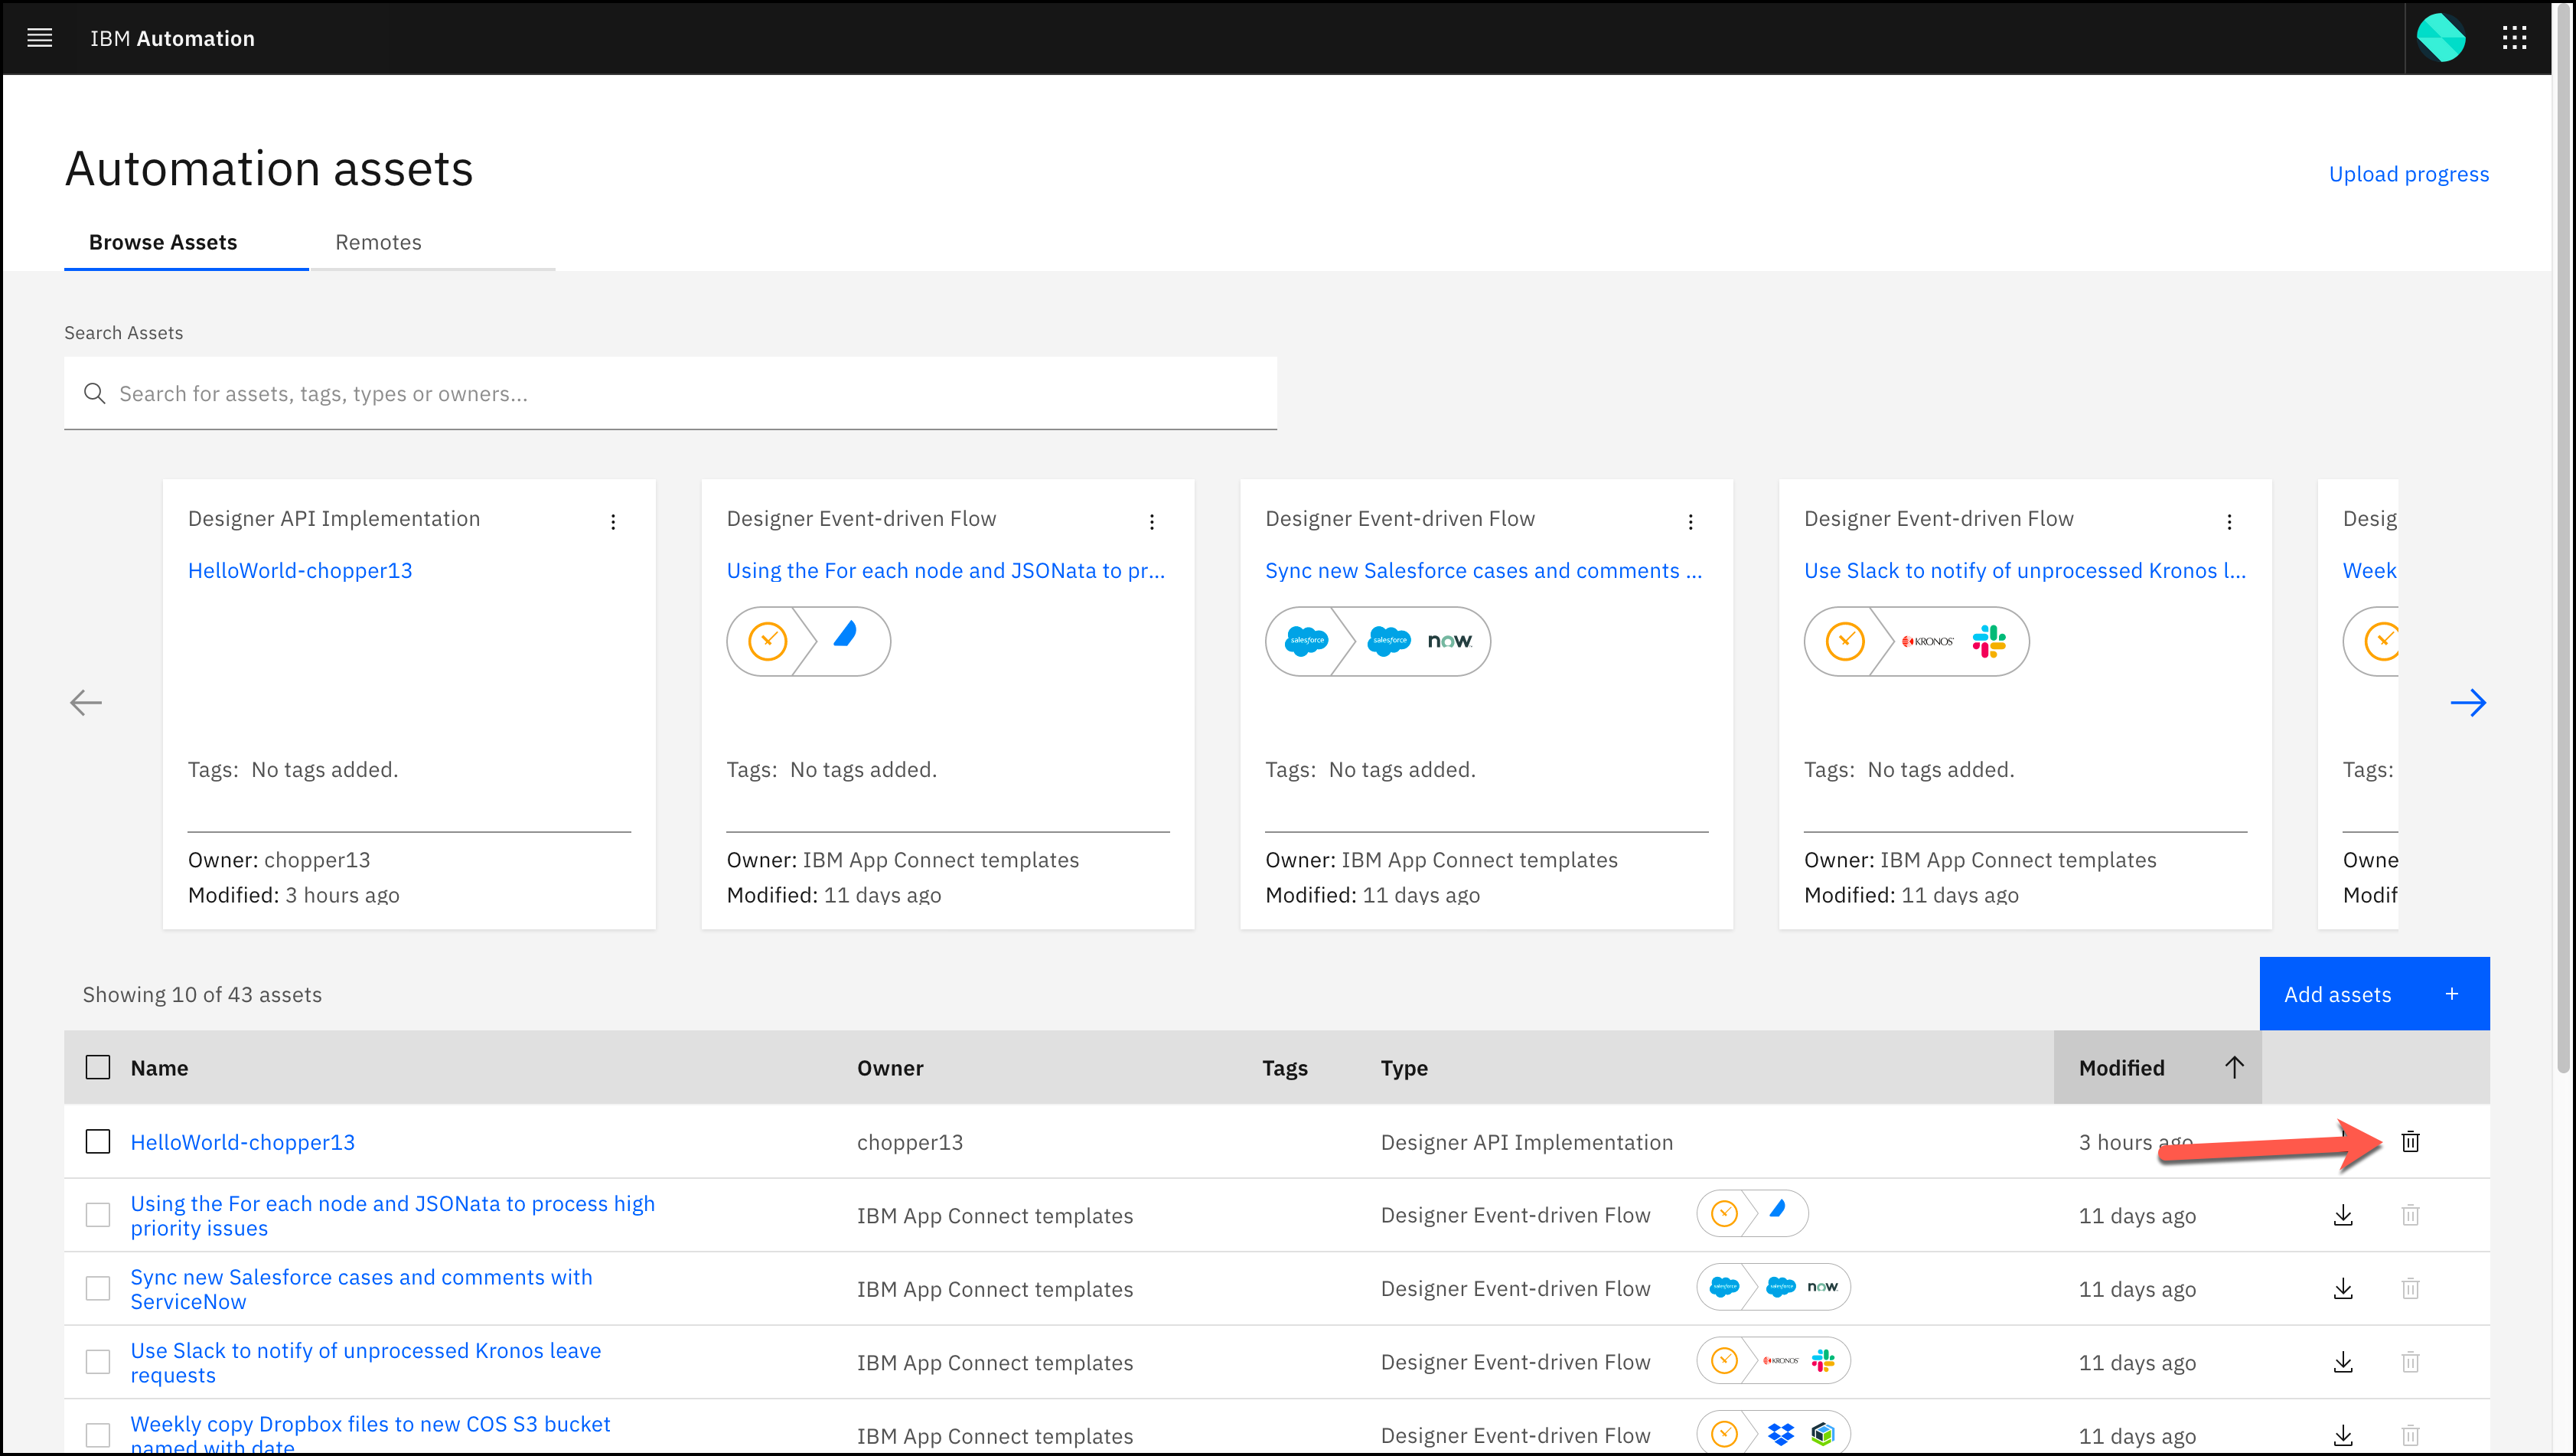 IBM Automation
Automation assets
Upload progress
Browse Assets
Remotes
Search Assets
Search for assets, tags, types or owners...
Designer API Implementation
HelloWorld-chopper13
Tags: No tags added.
Owner: chopper13
Modified: 3 hours ago
Designer Event-driven Flow
Using the For each node and JSONata to pr...
Tags: No tags added.
Owner: IBM App Connect templates
Modified: 11 days ago
Designer Event-driven Flow
Sync new Salesforce cases and comments ...
salesforce salesforce now
Tags: No tags added.
Owner: IBM App Connect templates
Modified: 11 days ago
Designer Event-driven Flow
Use Slack to notify of unprocessed Kronos l...
KRONOS
Tags: No tags added.
Owner: IBM App Connect templates
Modified: 11 days ago
Desig
Week
Tags:
Owne
Modif
Showing 10 of 43 assets
Add assets +
Name Owner Tags Type Modified
HelloWorld-chopper13 chopper13 Designer API Implementation 3 hours ago
Using the For each node and JSONata to process high
priority issues
IBM App Connect templates Designer Event-driven Flow 11 days ago
Sync new Salesforce cases and comments with
ServiceNow
IBM App Connect templates Designer Event-driven Flow salesforce salesforce now 11 days ago
Use Slack to notify of unprocessed Kronos leave
requests
IBM App Connect templates Designer Event-driven Flow KRONOS 11 days ago
Weekly copy Dropbox files to new COS S3 bucket
named with date
IBM App Connect templates Designer Event-driven Flow 11 days ago